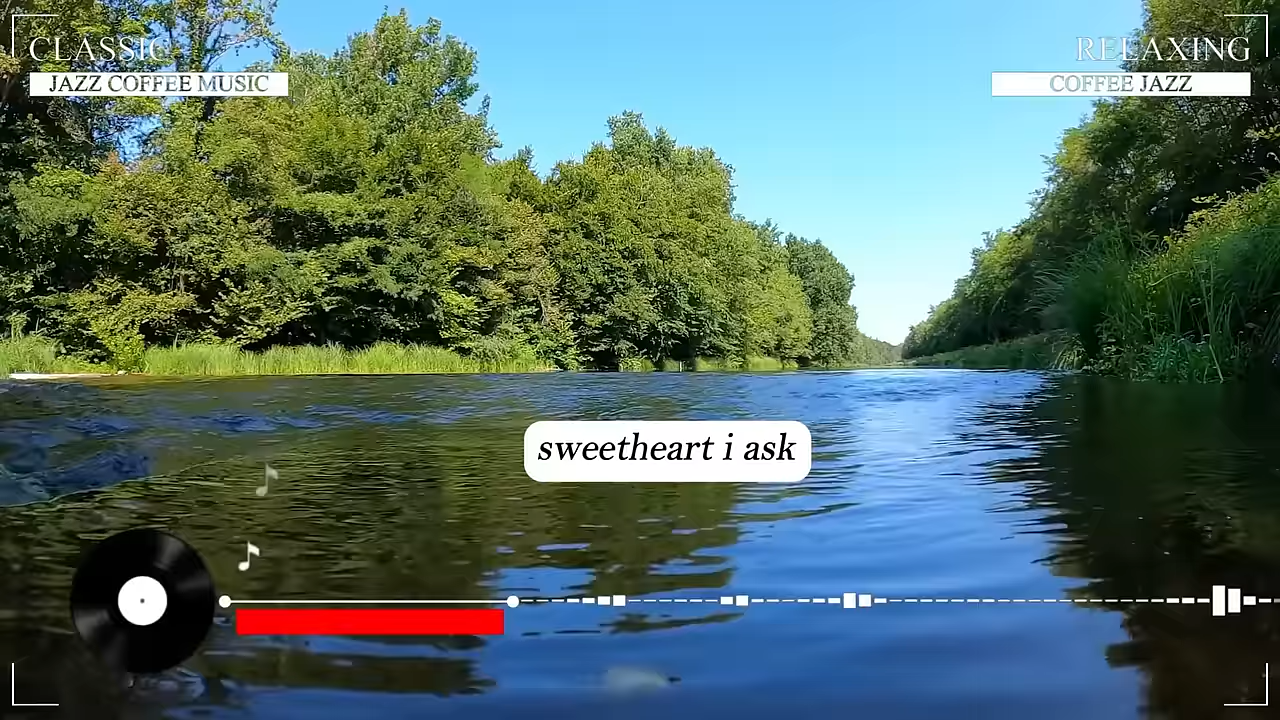 CLASSIC
JAZZ COFFEE MUSIC
RELAXING
COFFEE JAZZ
sweetheart i ask